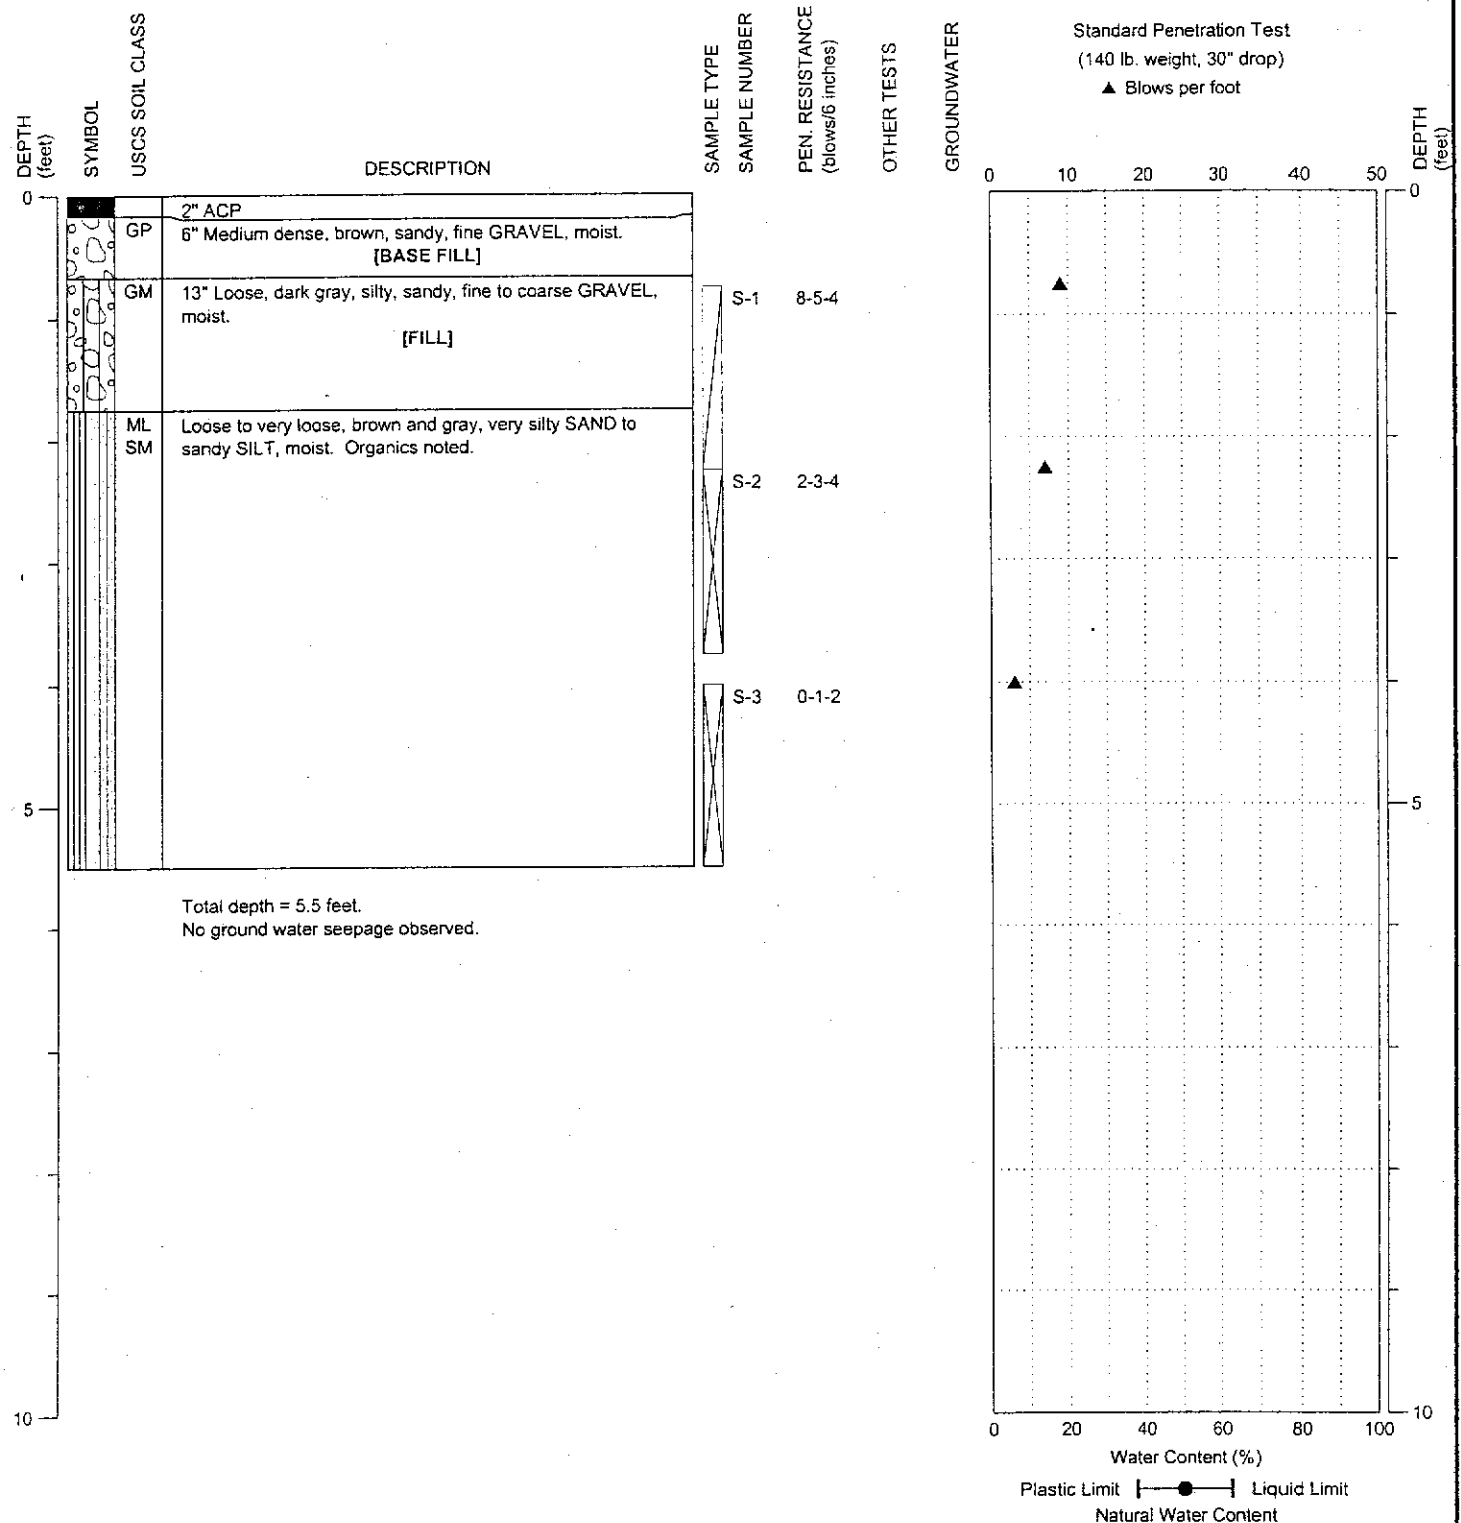 DEPTH
(feet)
SYMBOL
USCS SOIL CLASS
DESCRIPTION
SAMPLE TYPE
SAMPLE NUMBER
PEN. RESISTANCE
(blows/6 inches)
OTHER TESTS
GROUNDWATER
Standard Penetration Test
(140 lb. weight, 30" drop)
▲ Blows per foot
DEPTH
(feet)
0 10 20 30 40 50
0
0
2" ACP
GP 6" Medium dense, brown, sandy, fine GRAVEL, moist.
[BASE FILL]
GM 13" Loose, dark gray, silty, sandy, fine to coarse GRAVEL,
moist.
[FILL]
S-1 8-5-4
ML Loose to very loose, brown and gray, very silty SAND to
SM sandy SILT, moist. Organics noted.
S-2 2-3-4
S-3 0-1-2
5
5
Total depth = 5.5 feet.
No ground water seepage observed.
10
10
0 20 40 60 80 100
Water Content (%)
Plastic Limit Liquid Limit
Natural Water Content